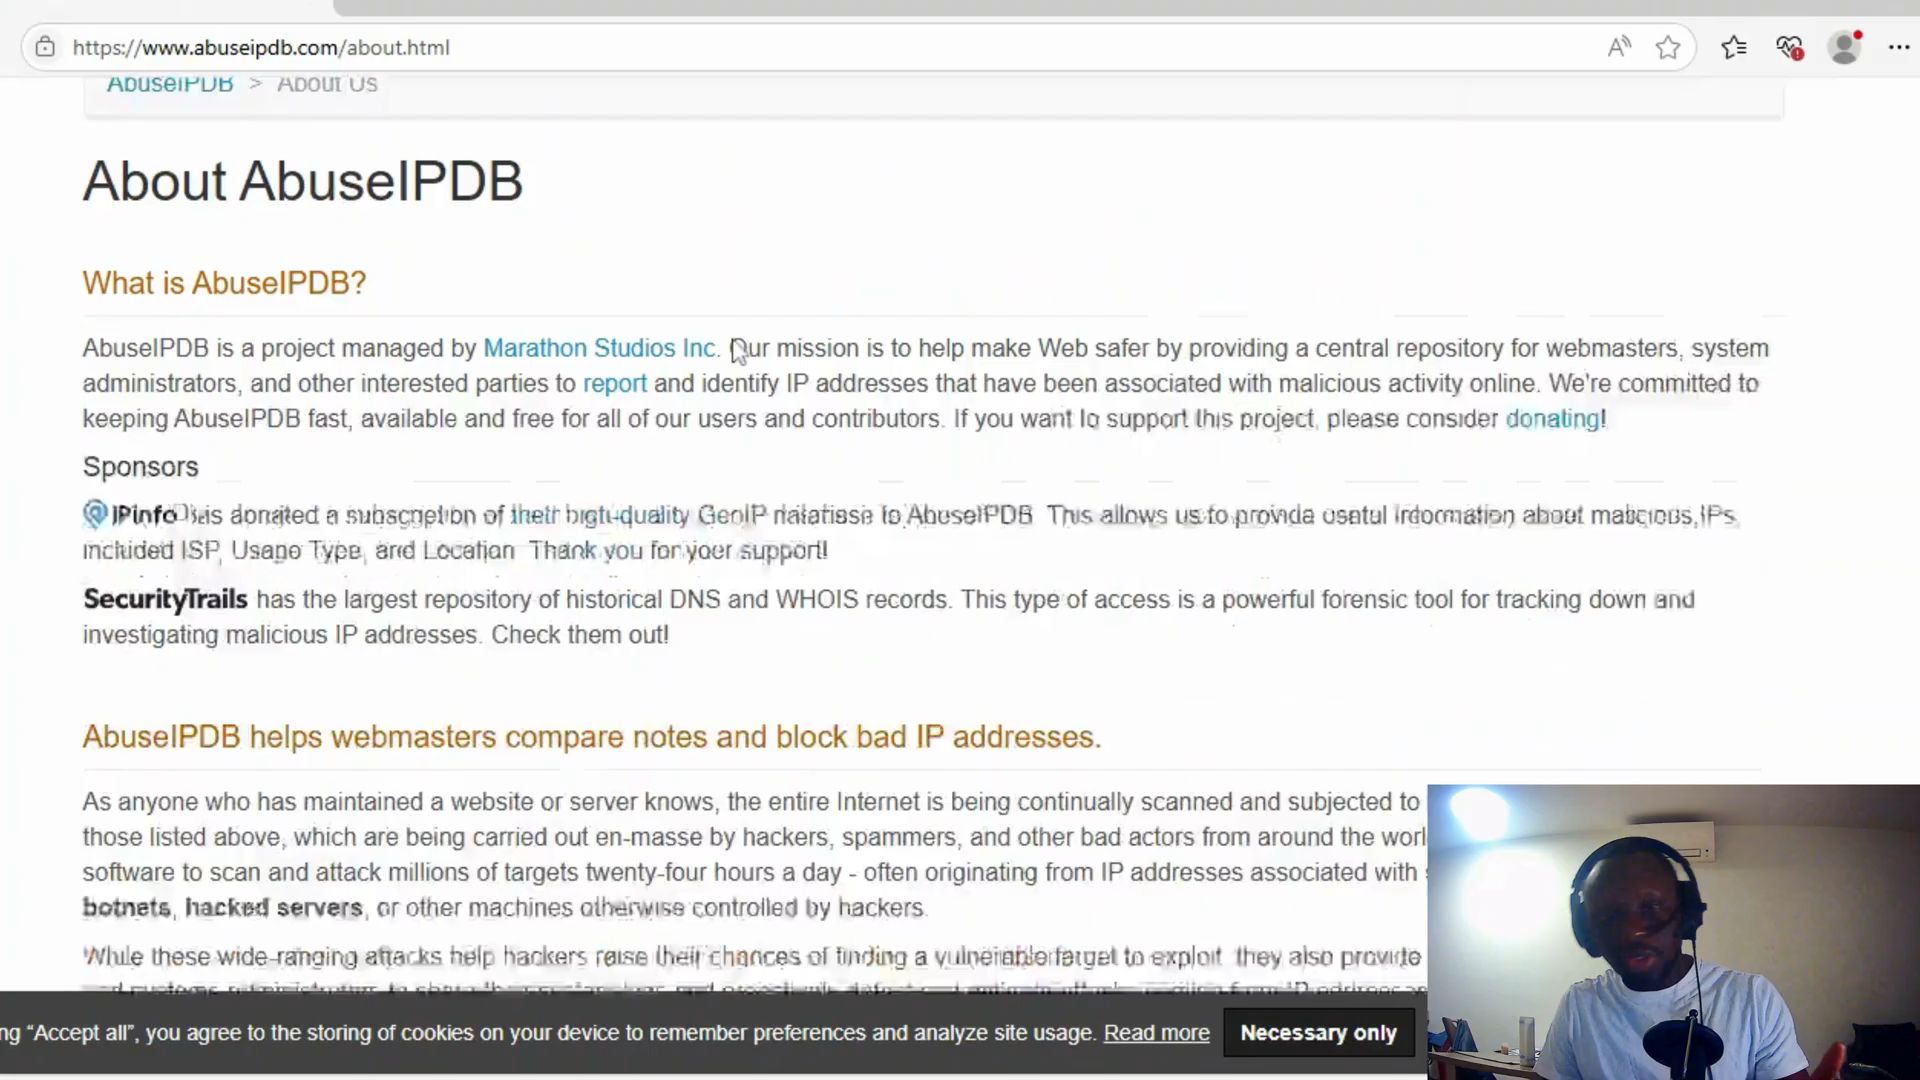 https://www.abuseipdb.com/about.html
AbuseIPDB > About Us
About AbuseIPDB
What is AbuseIPDB?
AbuseIPDB is a project managed by Marathon Studios Inc. Our mission is to help make Web safer by providing a central repository for webmasters, system
administrators, and other interested parties to report and identify IP addresses that have been associated with malicious activity online. We're committed to
keeping AbuseIPDB fast, available and free for all of our users and contributors. If you want to support this project, please consider donating!
Sponsors
IPinfo has donated a subscription of their high-quality GeoIP database to AbuseIPDB This allows us to provide useful information about malicious IPs
included ISP, Usage Type, and Location Thank you for your support!
SecurityTrails has the largest repository of historical DNS and WHOIS records. This type of access is a powerful forensic tool for tracking down and
investigating malicious IP addresses. Check them out!
AbuseIPDB helps webmasters compare notes and block bad IP addresses.
As anyone who has maintained a website or server knows, the entire Internet is being continually scanned and subjected to
those listed above, which are being carried out en-masse by hackers, spammers, and other bad actors from around the worl
software to scan and attack millions of targets twenty-four hours a day - often originating from IP addresses associated with
botnets, hacked servers, or other machines otherwise controlled by hackers.
While these wide-ranging attacks help hackers raise their chances of finding a vulnerable target to exploit they also provide
ng “Accept all”, you agree to the storing of cookies on your device to remember preferences and analyze site usage. Read more Necessary only